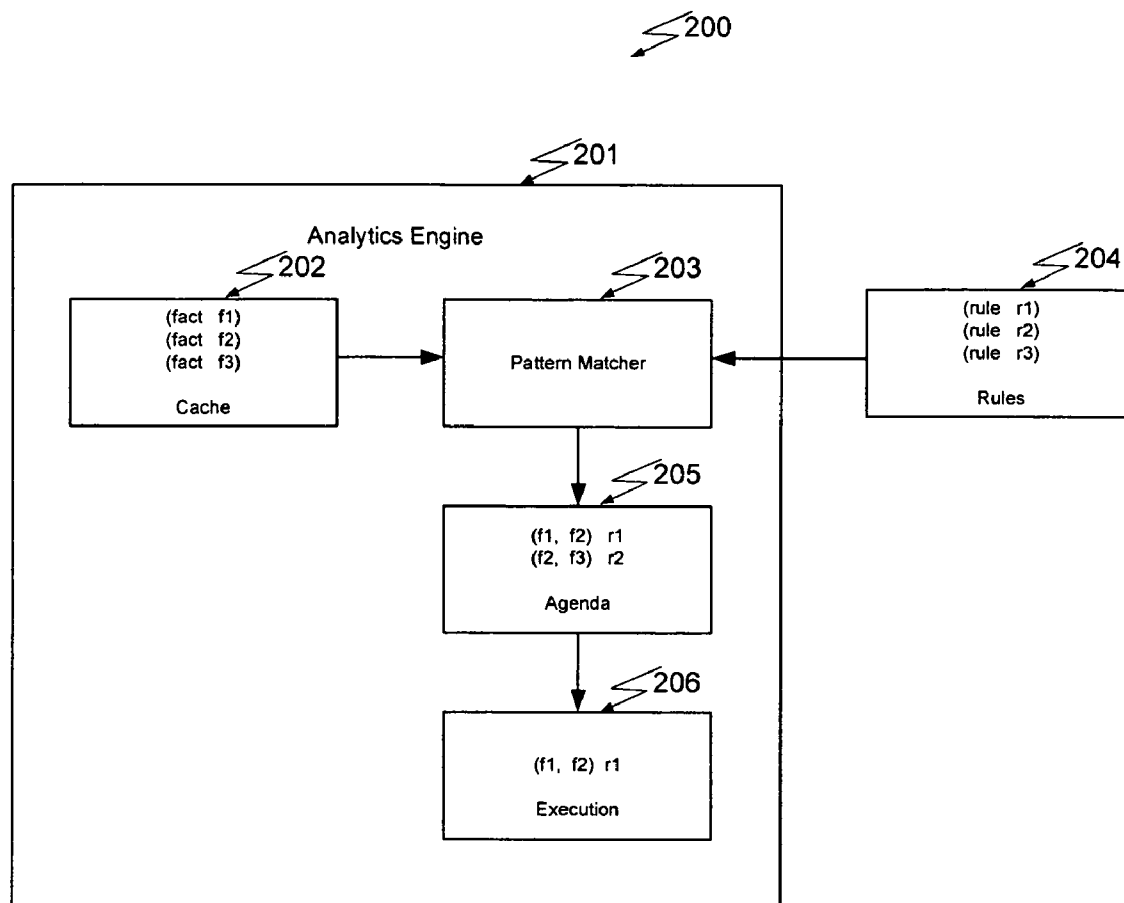 200
201
Analytics Engine
202
203
204
(fact f1)
(fact f2)
(fact f3)
Cache
Pattern Matcher
(rule r1)
(rule r2)
(rule r3)
Rules
205
(f1, f2) r1
(f2, f3) r2
Agenda
206
(f1, f2) r1
Execution